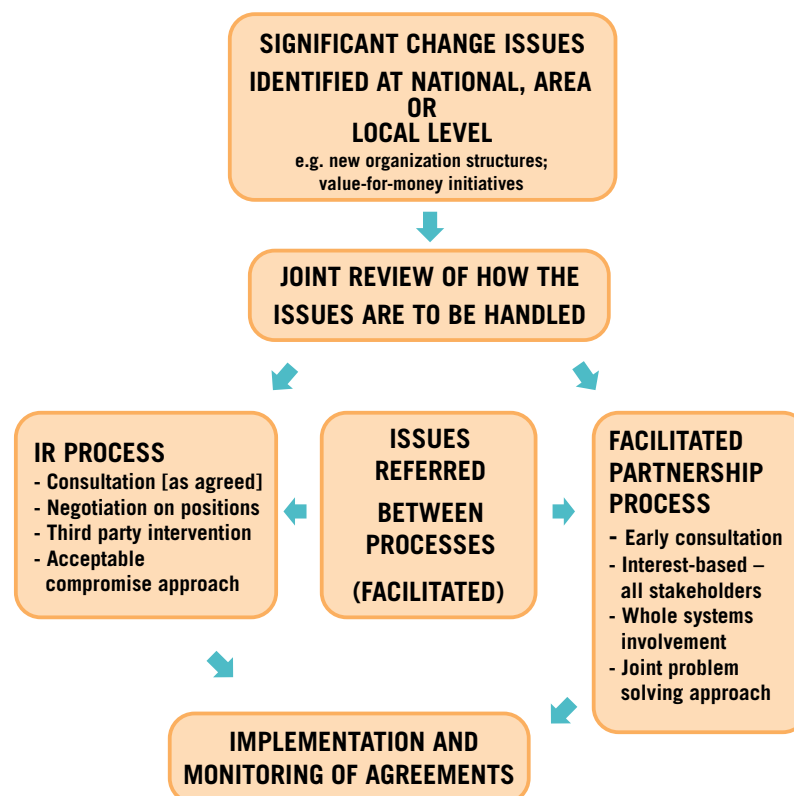 SIGNIFICANT CHANGE ISSUES
IDENTIFIED AT NATIONAL, AREA
OR
LOCAL LEVEL
e.g. new organization structures;
value-for-money initiatives
JOINT REVIEW OF HOW THE
ISSUES ARE TO BE HANDLED
IR PROCESS
- Consultation [as agreed]
- Negotiation on positions
- Third party intervention
- Acceptable
compromise approach
ISSUES
REFERRED
BETWEEN
PROCESSES
(FACILITATED)
FACILITATED
PARTNERSHIP
PROCESS
- Early consultation
- Interest-based –
all stakeholders
- Whole systems
involvement
- Joint problem
solving approach
IMPLEMENTATION AND
MONITORING OF AGREEMENTS